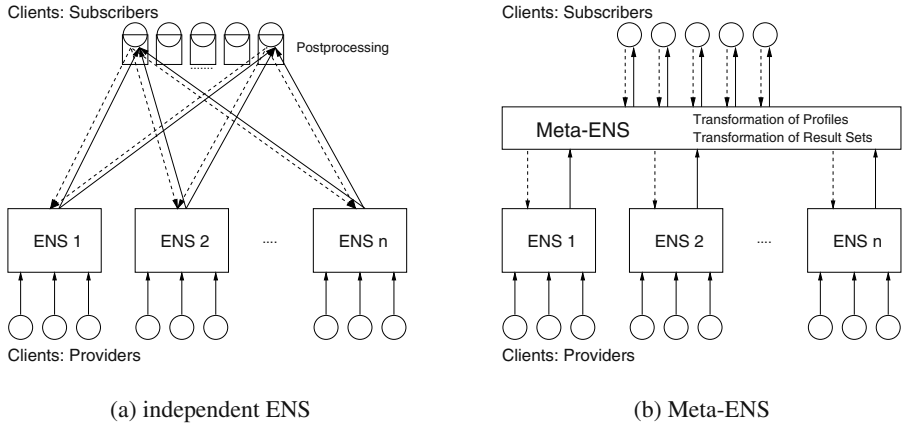 Clients: Subscribers
Postprocessing
.......
ENS 1
ENS 2
....
ENS n
Clients: Providers
(a) independent ENS
Clients: Subscribers
Meta-ENS
Transformation of Profiles
Transformation of Result Sets
ENS 1
ENS 2
....
ENS n
Clients: Providers
(b) Meta-ENS